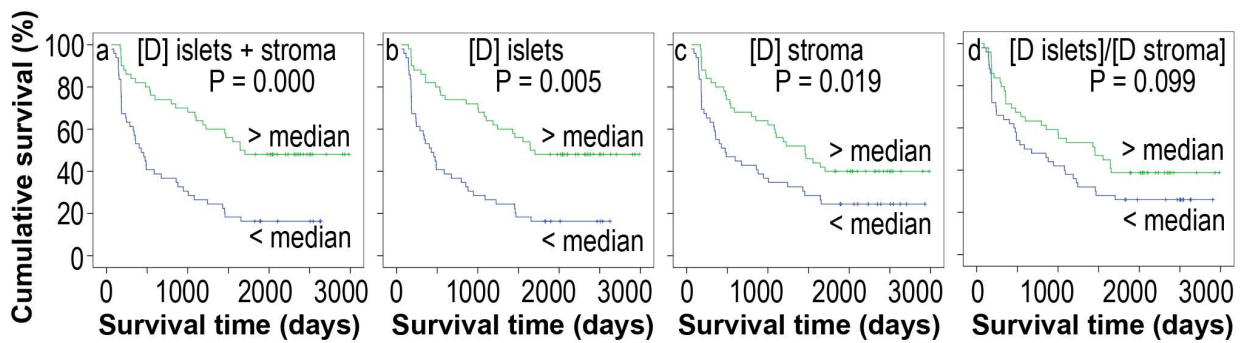 Cumulative survival (%)
100
80
60
40
20
0
a [D] islets + stroma
P = 0.000
> median
< median
0 1000 2000 3000
Survival time (days)
b [D] islets
P = 0.005
> median
< median
0 1000 2000 3000
Survival time (days)
c [D] stroma
P = 0.019
> median
< median
0 1000 2000 3000
Survival time (days)
d [D islets]/[D stroma]
P = 0.099
> median
< median
0 1000 2000 3000
Survival time (days)